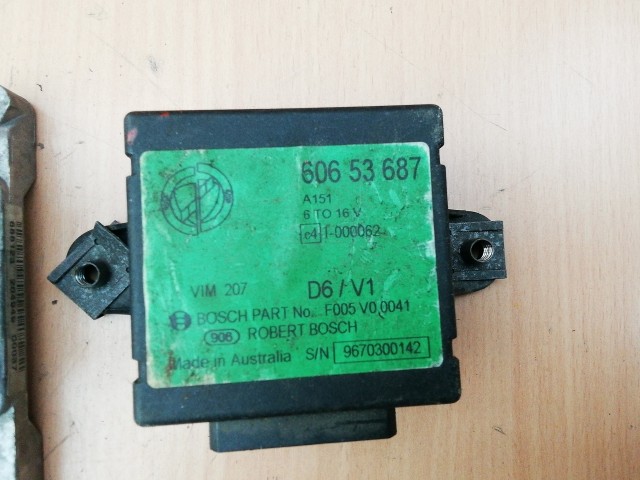 606 53 687
A151
6 TO 16 V
e4 1-000062
VIM 207 D6 / V1
BOSCH PART No. F005 V0 0041
908 ROBERT BOSCH
Made in Australia S/N 9670300142